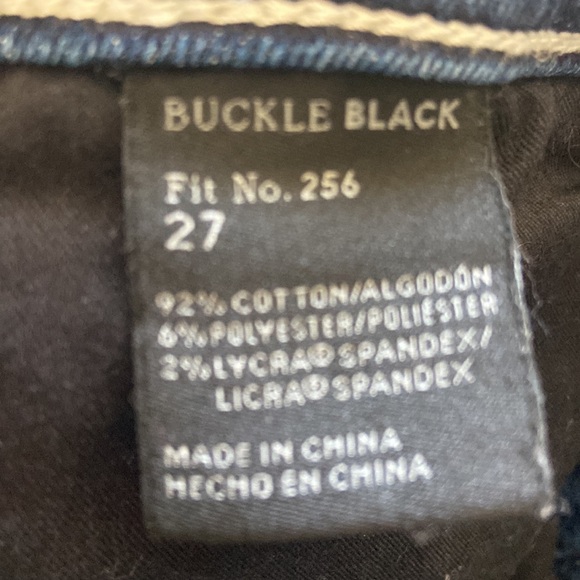 BUCKLE BLACK
Fit No. 256
27
92% COTTON/ALGODÓN
6% POLYESTER/POLIÉSTER
2% LYCRA® SPANDEX/
LICRA® SPANDEX
MADE IN CHINA
HECHO EN CHINA